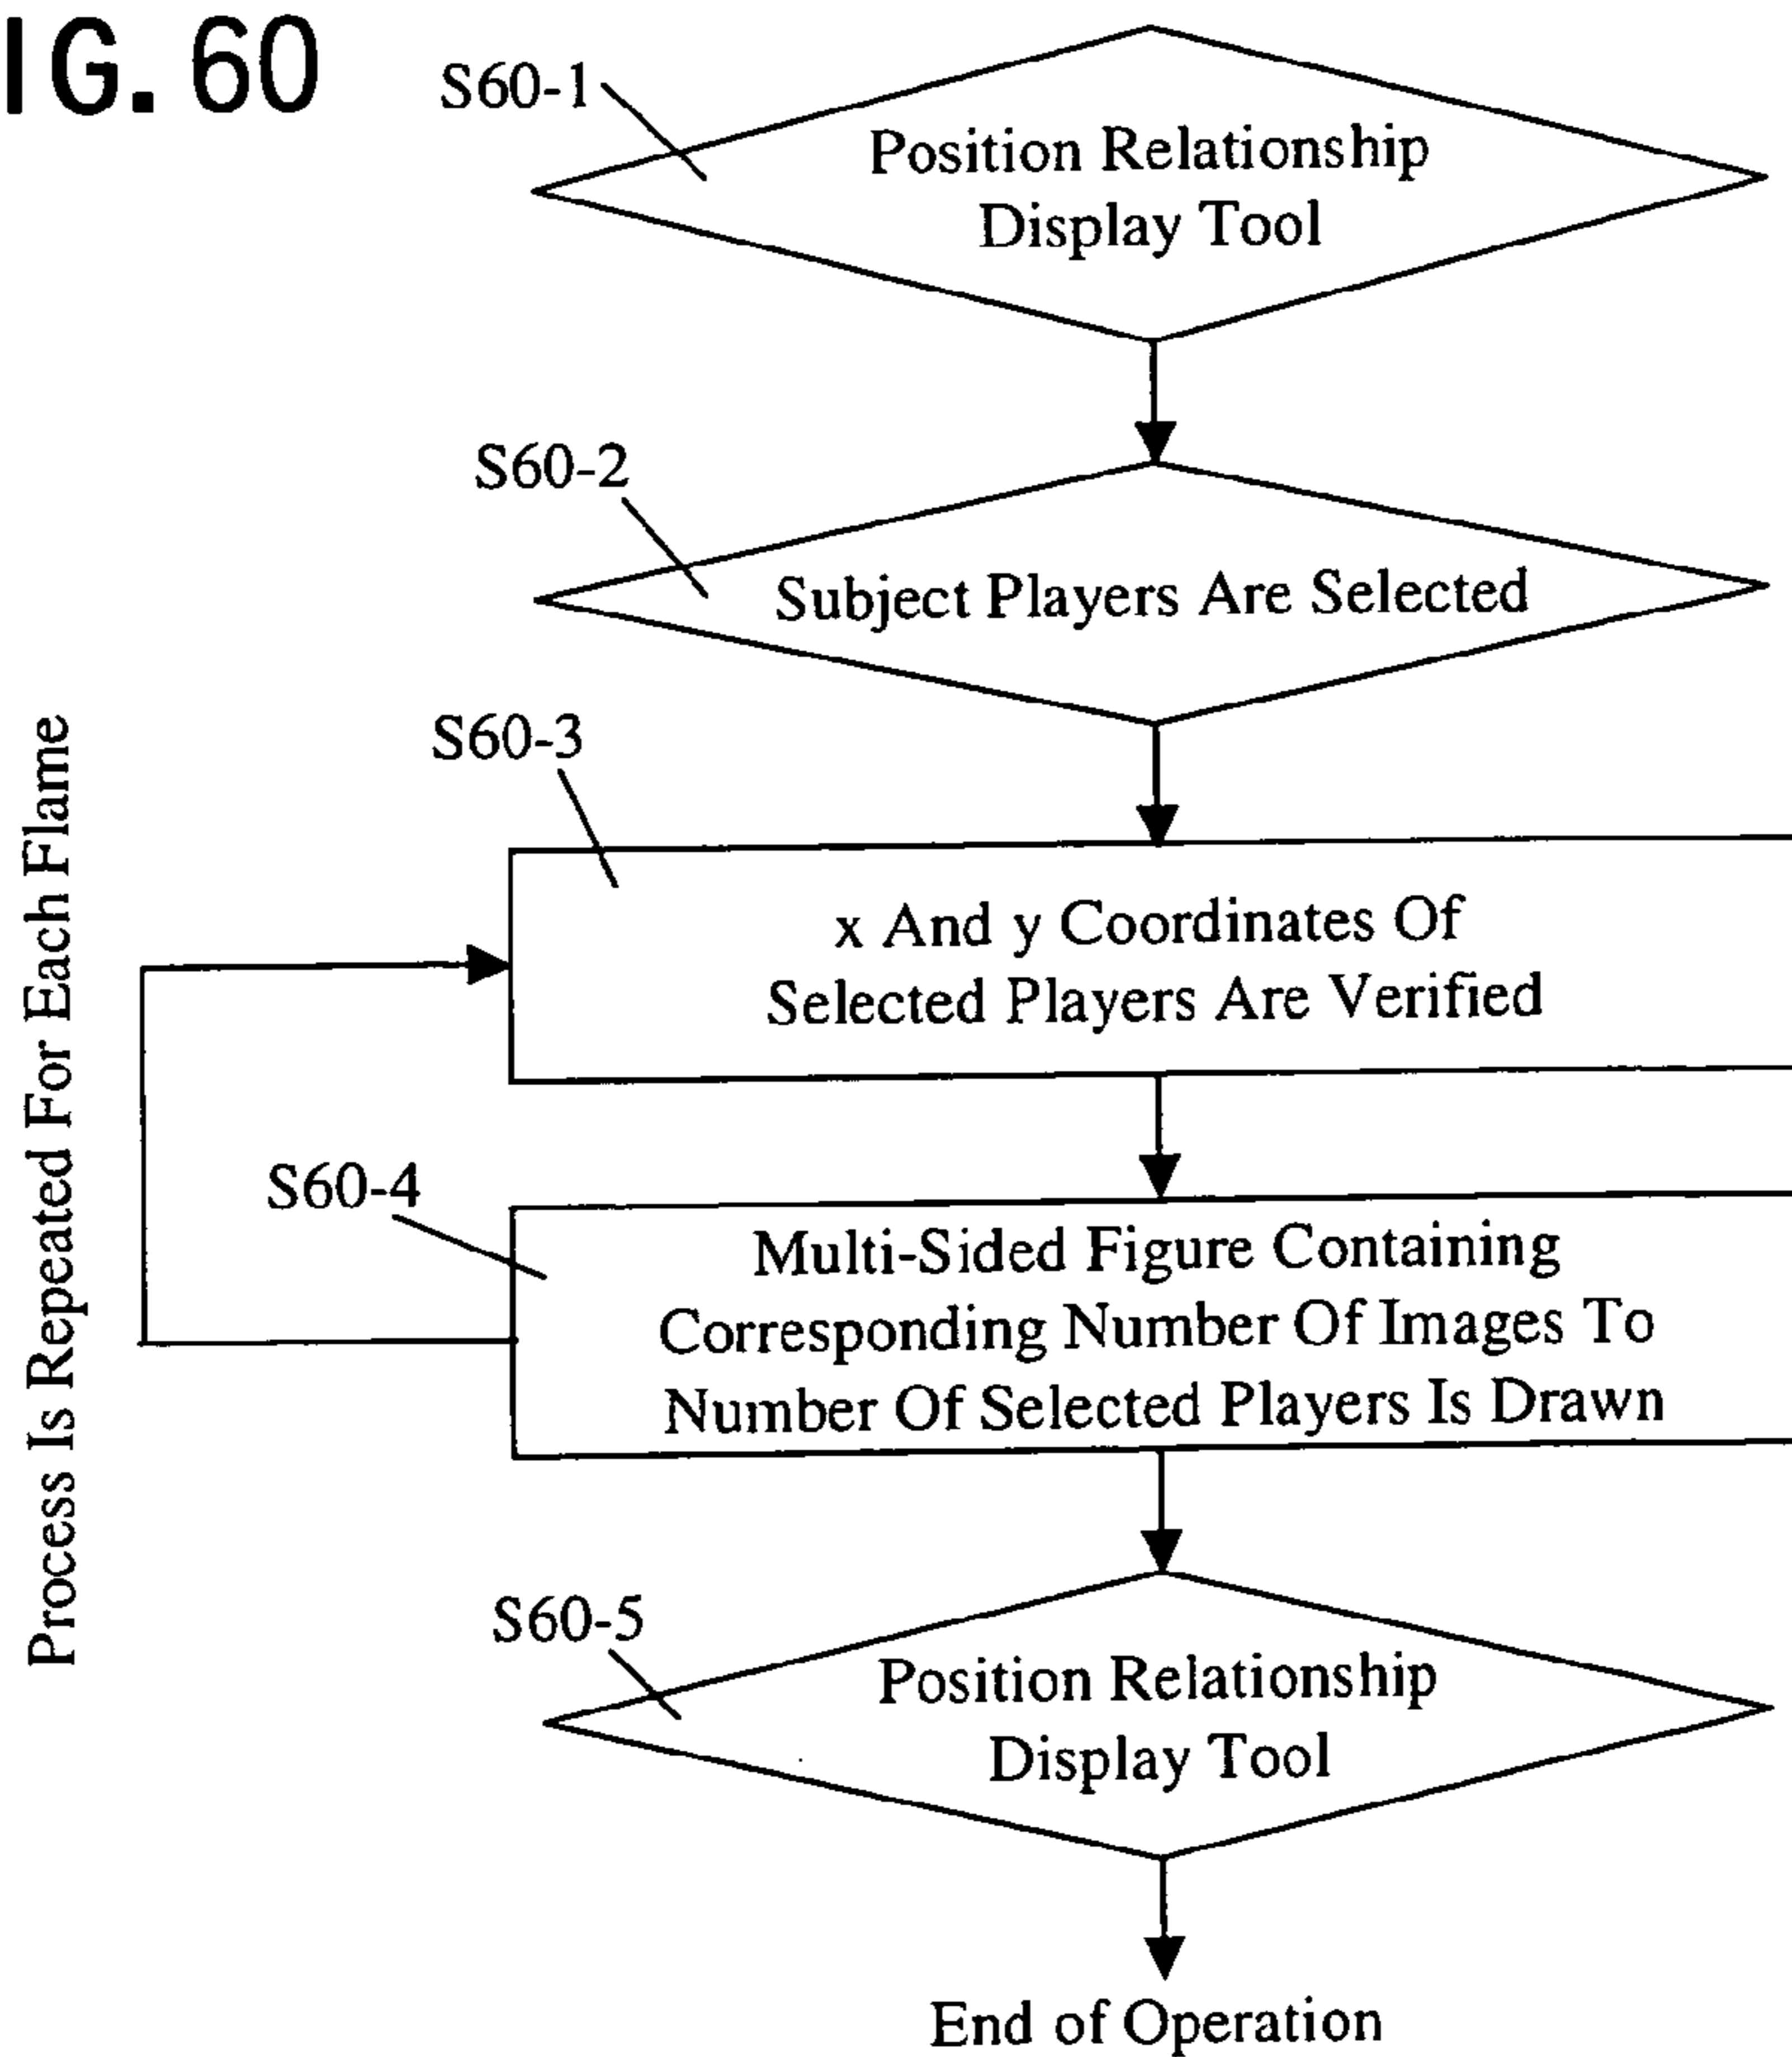 IG. 60
S60-1
Position Relationship
Display Tool
S60-2
Subject Players Are Selected
S60-3
x And y Coordinates Of
Selected Players Are Verified
Process Is Repeated For Each Flame
S60-4
Multi-Sided Figure Containing
Corresponding Number Of Images To
Number Of Selected Players Is Drawn
S60-5
Position Relationship
Display Tool
End of Operation